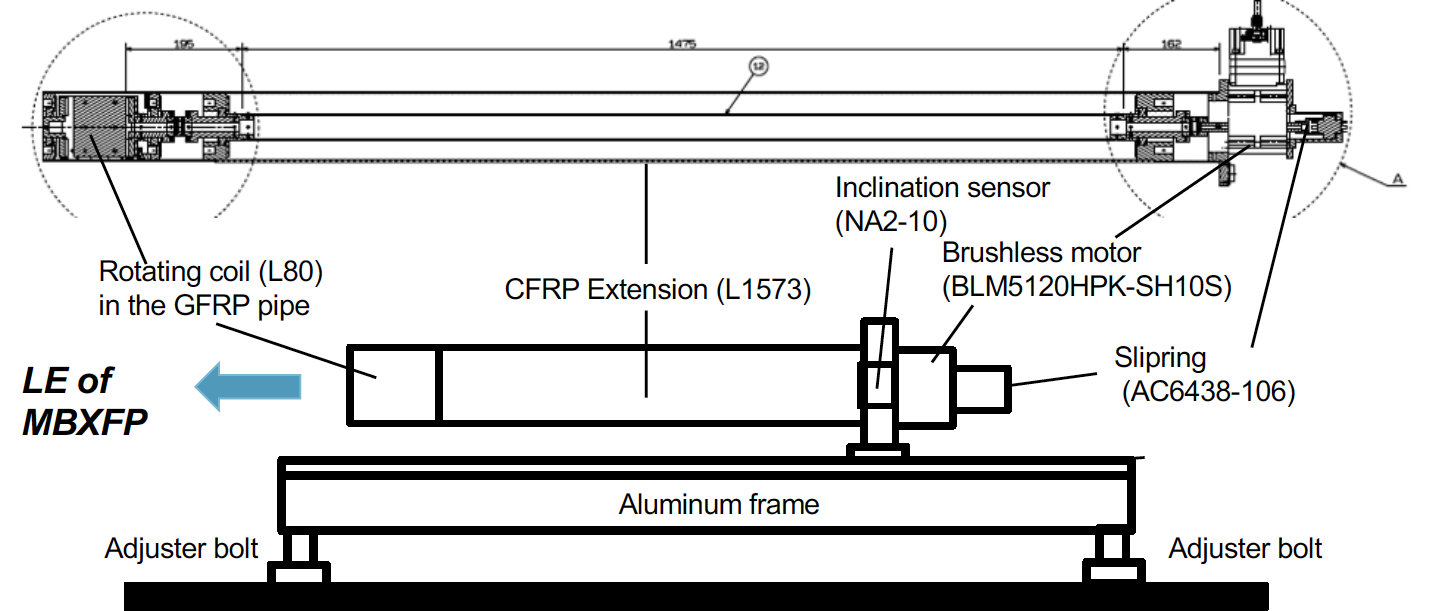 195
1475
162
12
A
Inclination sensor
(NA2-10)
Brushless motor
(BLM5120HPK-SH10S)
Rotating coil (L80)
in the GFRP pipe
CFRP Extension (L1573)
Slipring
(AC6438-106)
LE of
MBXFP
Aluminum frame
Adjuster bolt
Adjuster bolt